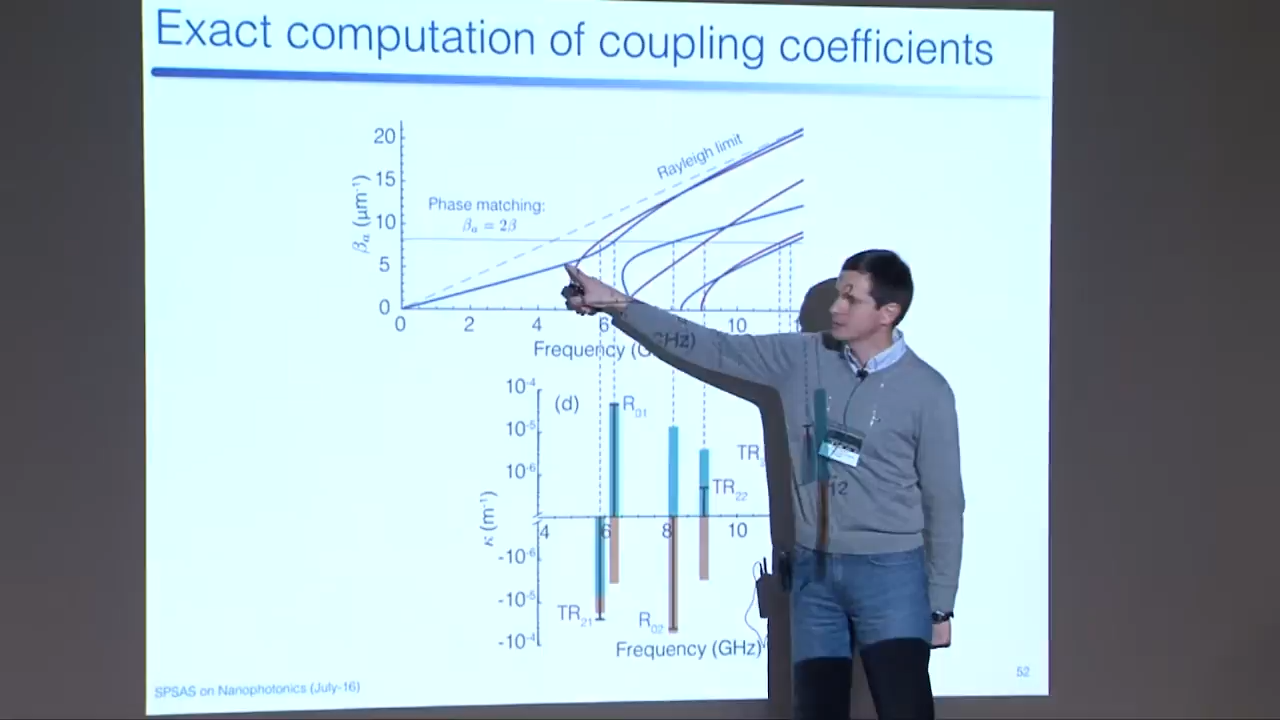 Exact computation of coupling coefficients
20
15
10
5
0
βₐ (μm⁻¹)
Rayleigh limit
Phase matching:
βₐ = 2β
0 2 4 6 10
Frequency (G Hz)
10⁻⁴
10⁻⁵
10⁻⁶
-10⁻⁶
-10⁻⁵
-10⁻⁴
κ (m⁻¹)
(d)
R₀₁
TR
TR₂₂
12
4 6 8 10
TR₂₁
R₀₂
Frequency (GHz)
SPSAS on Nanophotonics (July-16)
52